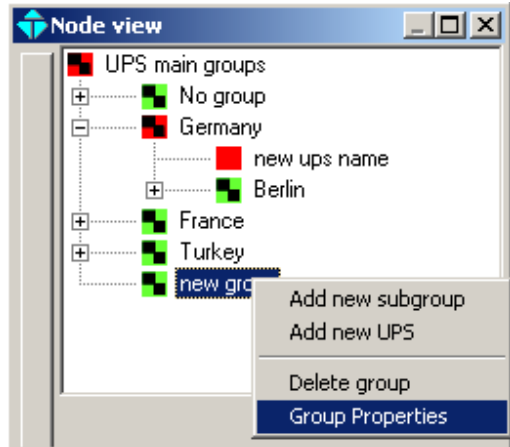 Node view
UPS main groups
No group
Germany
new ups name
Berlin
France
Turkey
new
Add new subgroup
Add new UPS
Delete group
Group Properties